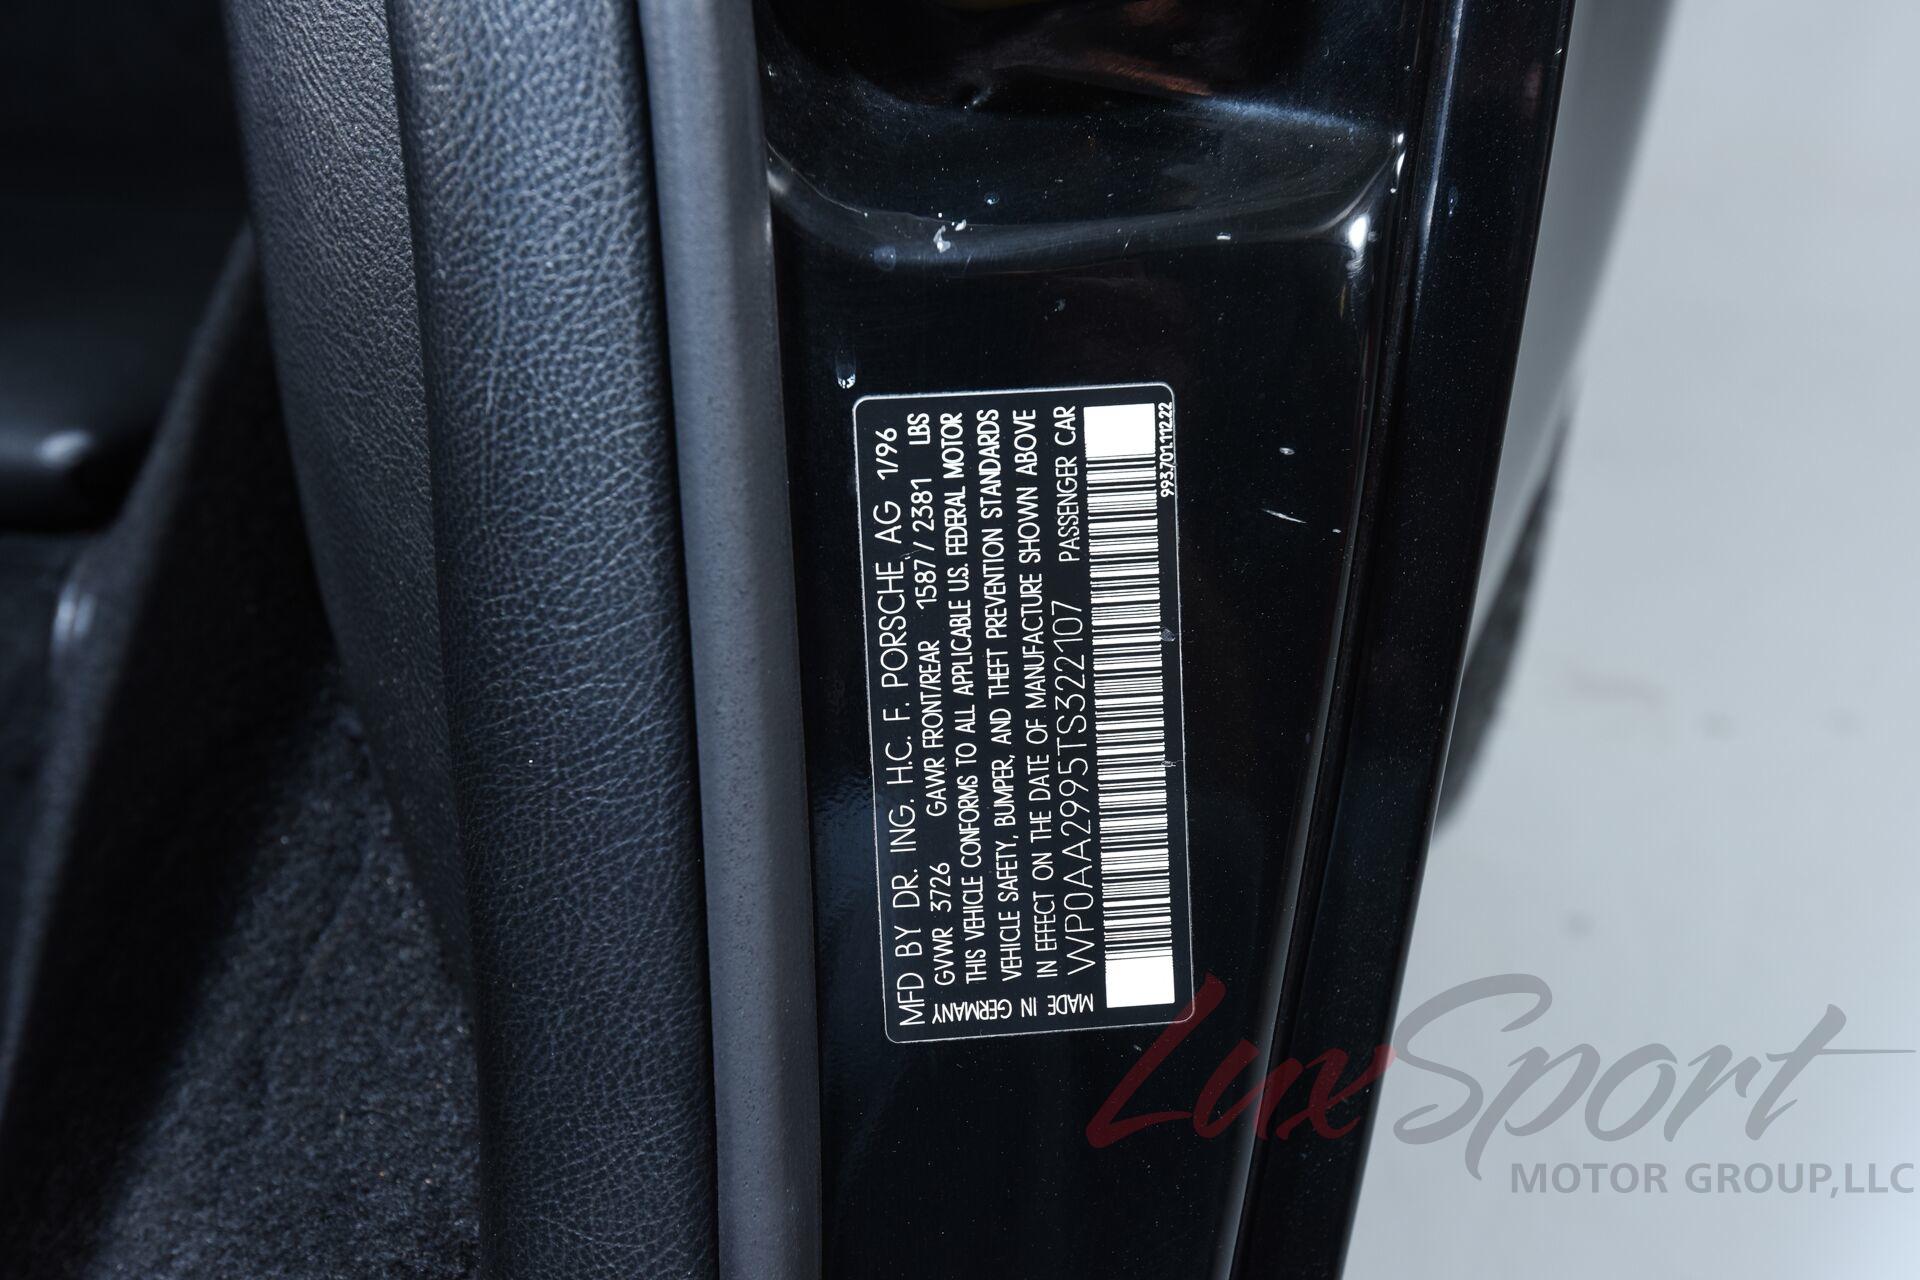 MFD BY DR. ING. H.C. F. PORSCHE AG 1/96
GVWR 3726 GAWR FRONT/REAR 1587 / 2381 LBS
THIS VEHICLE CONFORMS TO ALL APPLICABLE U.S. FEDERAL MOTOR
VEHICLE SAFETY, BUMPER, AND THEFT PREVENTION STANDARDS
IN EFFECT ON THE DATE OF MANUFACTURE SHOWN ABOVE
WP0AA2995TS322107 PASSENGER CAR
MADE IN GERMANY
993.701.112.22
LuxSport
MOTOR GROUP,LLC